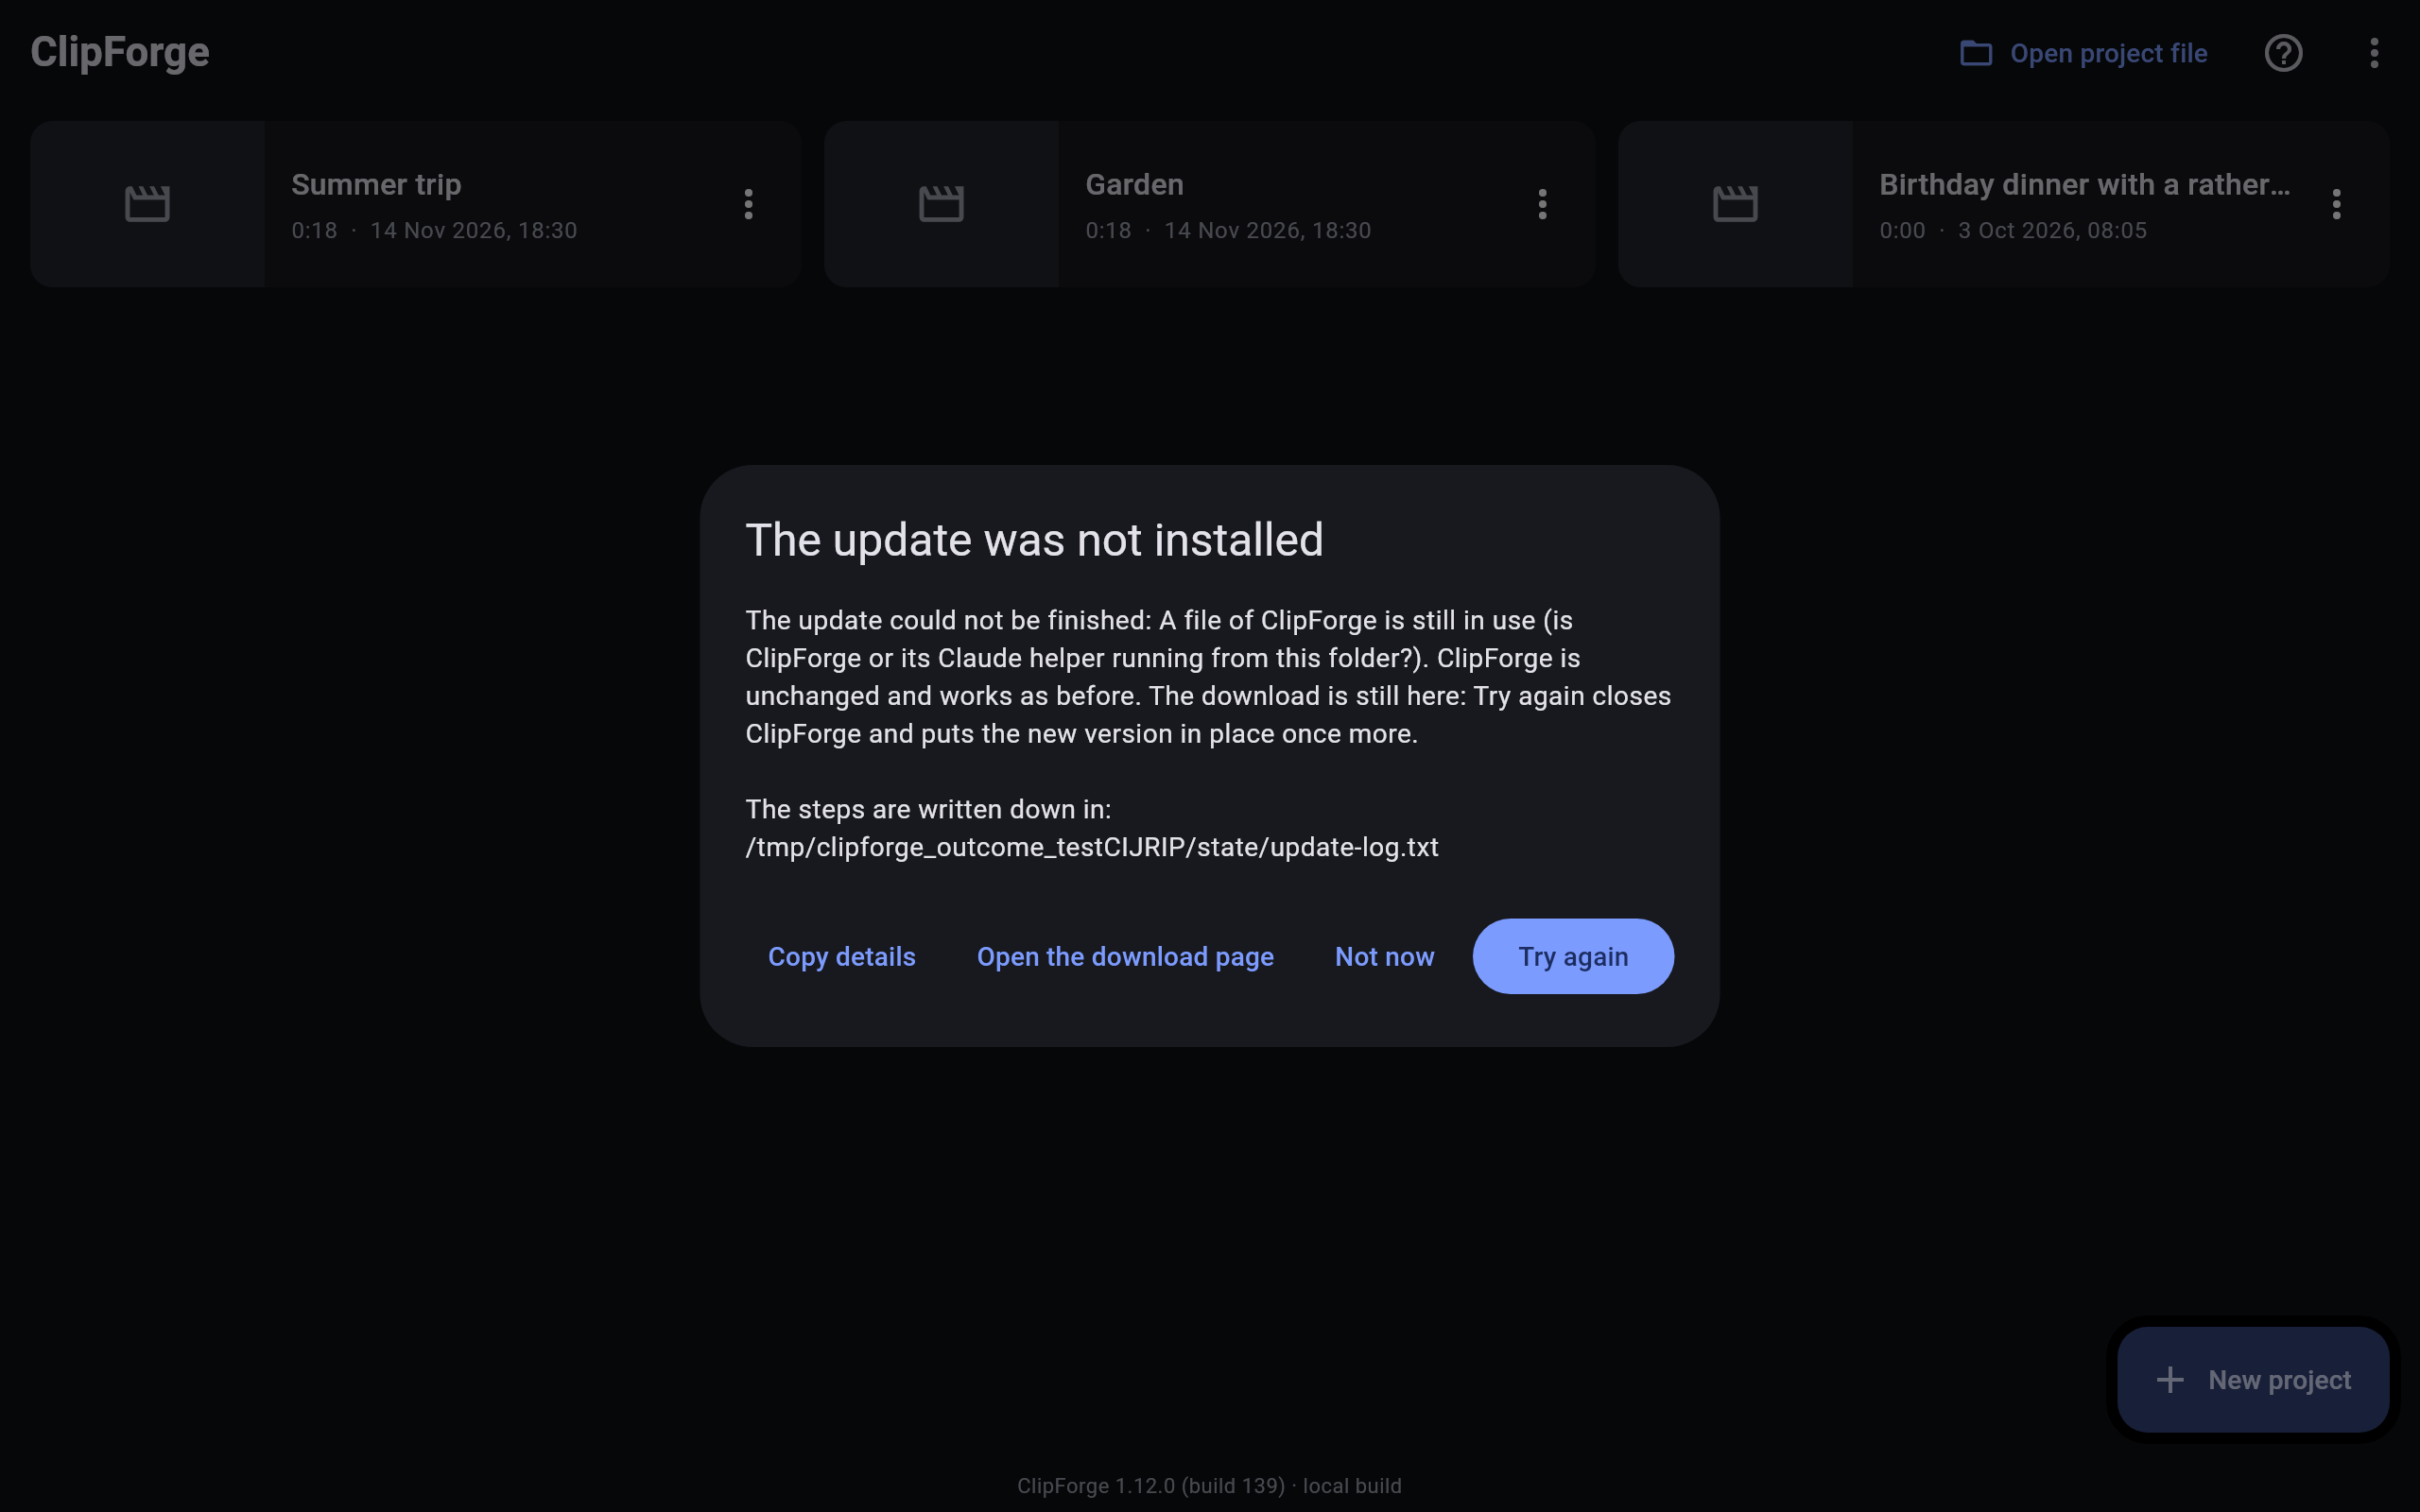 ClipForge
Open project file
Summer trip
0:18 · 14 Nov 2026, 18:30
Garden
0:18 · 14 Nov 2026, 18:30
Birthday dinner with a rather…
0:00 · 3 Oct 2026, 08:05
The update was not installed
The update could not be finished: A file of ClipForge is still in use (is
ClipForge or its Claude helper running from this folder?). ClipForge is
unchanged and works as before. The download is still here: Try again closes
ClipForge and puts the new version in place once more.
The steps are written down in:
/tmp/clipforge_outcome_testCIJRIP/state/update-log.txt
Copy details
Open the download page
Not now
Try again
New project
ClipForge 1.12.0 (build 139) · local build